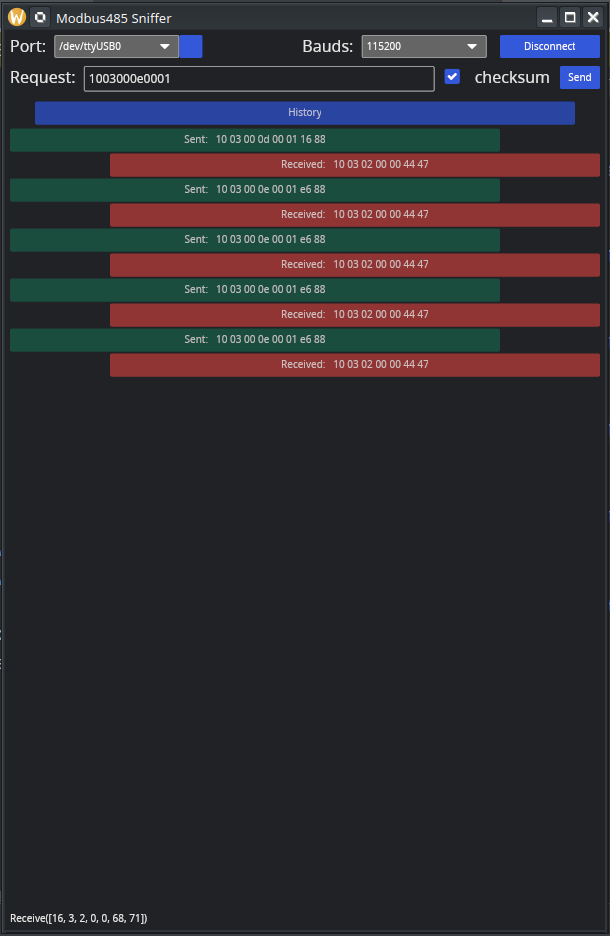 W Modbus485 Sniffer
Port: /dev/ttyUSB0 Bauds: 115200 Disconnect
Request: 1003000e0001 checksum Send
History
Sent: 10 03 00 0d 00 01 16 88
Received: 10 03 02 00 00 44 47
Sent: 10 03 00 0e 00 01 e6 88
Received: 10 03 02 00 00 44 47
Sent: 10 03 00 0e 00 01 e6 88
Received: 10 03 02 00 00 44 47
Sent: 10 03 00 0e 00 01 e6 88
Received: 10 03 02 00 00 44 47
Sent: 10 03 00 0e 00 01 e6 88
Received: 10 03 02 00 00 44 47
Receive([16, 3, 2, 0, 0, 68, 71])